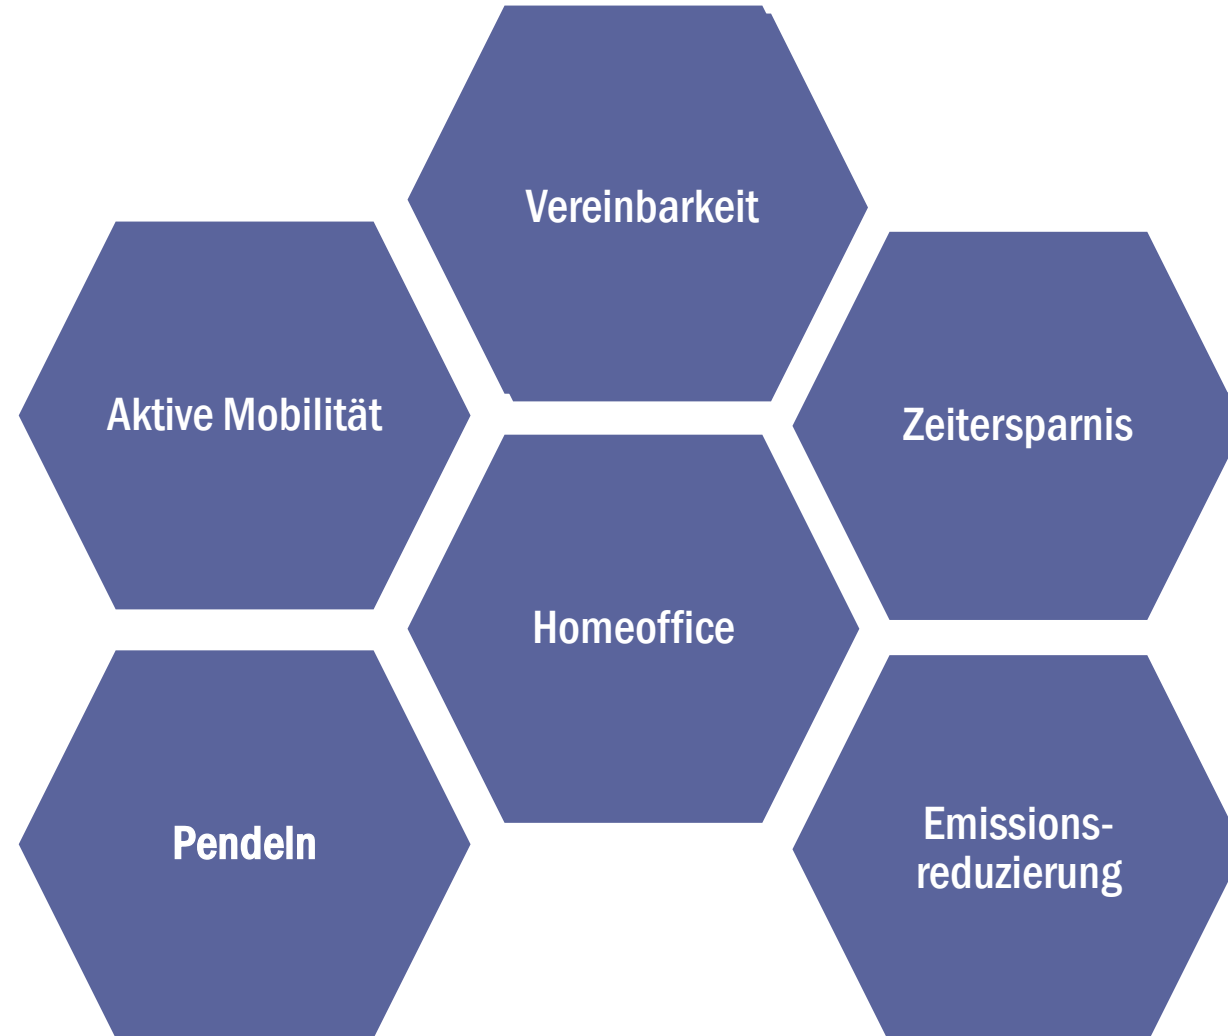 Vereinbarkeit
Aktive Mobilität
Zeitersparnis
Homeoffice
Pendeln
Emissions-
reduzierung